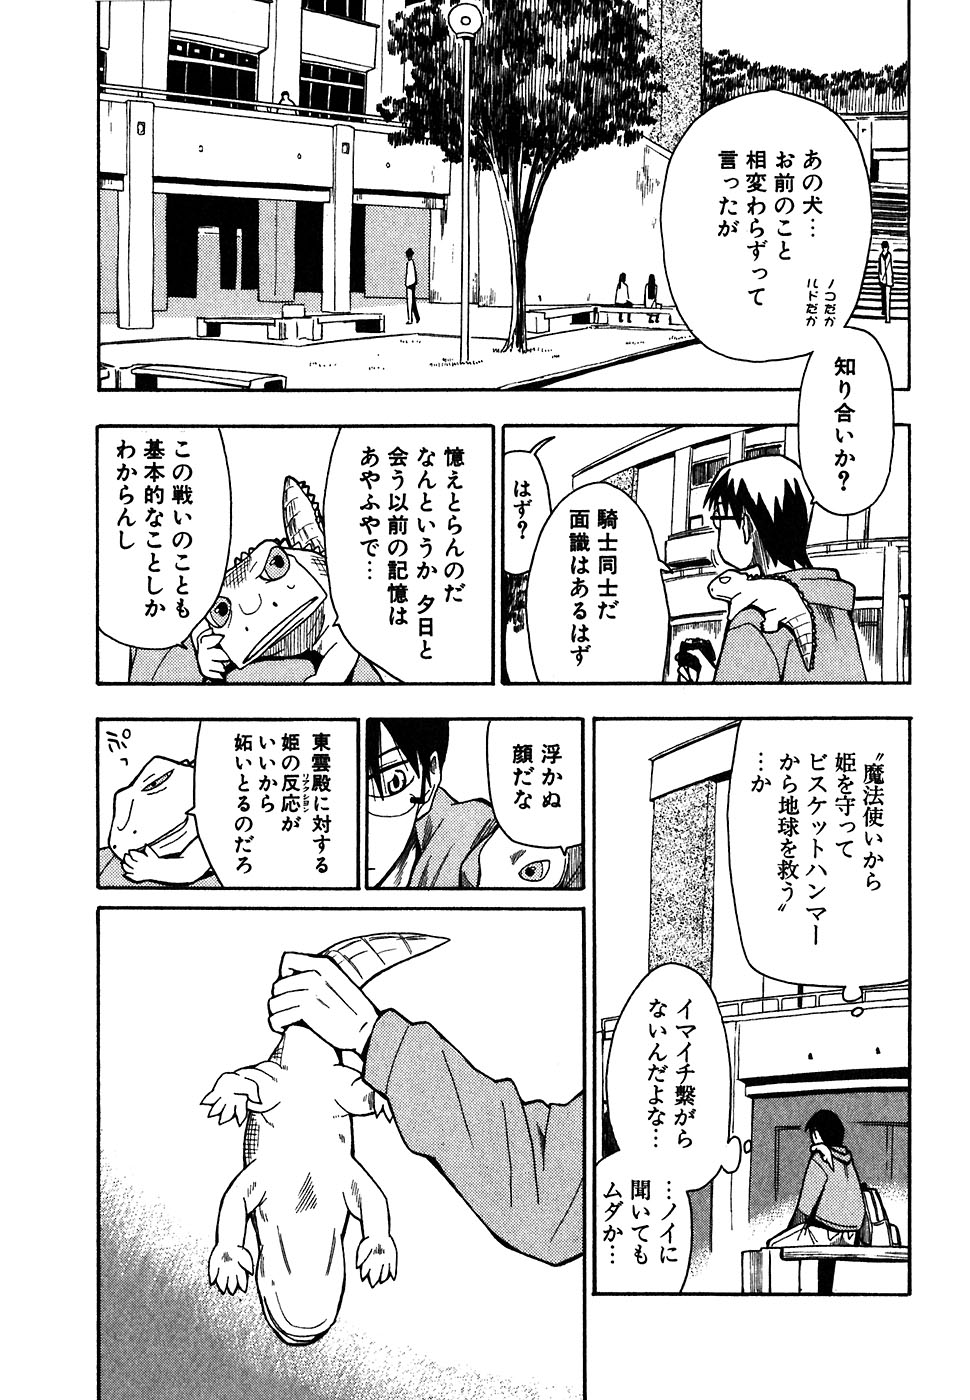 あの犬…
お前のこと
相変わらずって
言ったが
ノコだか
ルドだか
知り合いか?
騎士同士だ
面識はあるはず
はず?
憶えとらんのだ
なんというか 夕日と
会う以前の記憶は
あやふやで…
この戦いのことも
基本的なことしか
わからんし
〝魔法使いから
姫を守って
ビスケットハンマー
から地球を救う〟
…か
イマイチ繋がら
ないんだよな…
…ノイに
聞いても
ムダか…
浮かぬ
顔だな
東雲殿に対する
姫の反応が
リアクション
いいから
妬いとるのだろ